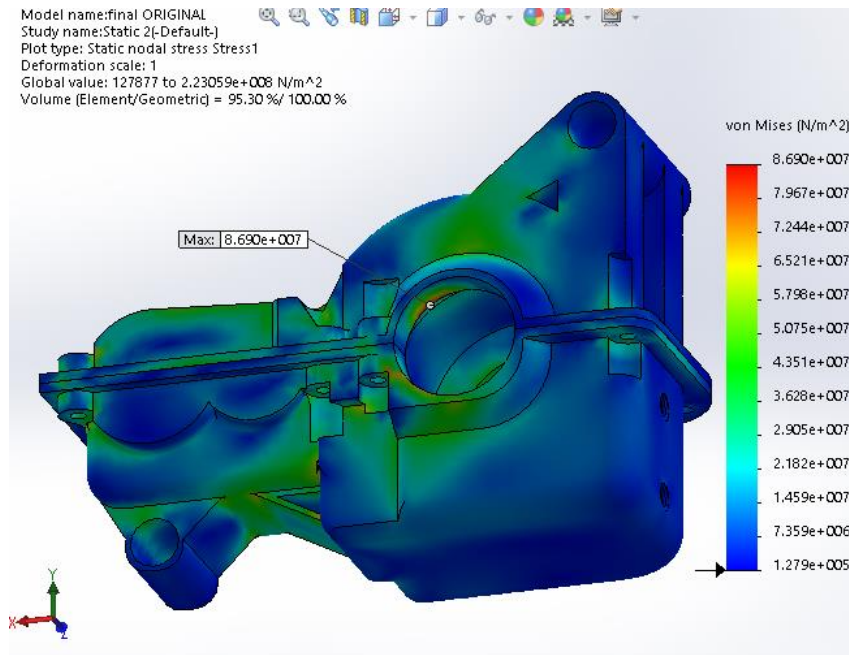 Model name:final ORIGINAL
Study name:Static 2(-Default-)
Plot type: Static nodal stress Stress1
Deformation scale: 1
Global value: 127877 to 2.23059e+008 N/m^2
Volume (Element/Geometric) = 95.30 %/ 100.00 %
von Mises (N/m^2)
8.690e+007
7.967e+007
7.244e+007
6.521e+007
5.798e+007
5.075e+007
4.351e+007
3.628e+007
2.905e+007
2.182e+007
1.459e+007
7.359e+006
1.279e+005
Max: 8.690e+007
Y
X
Z